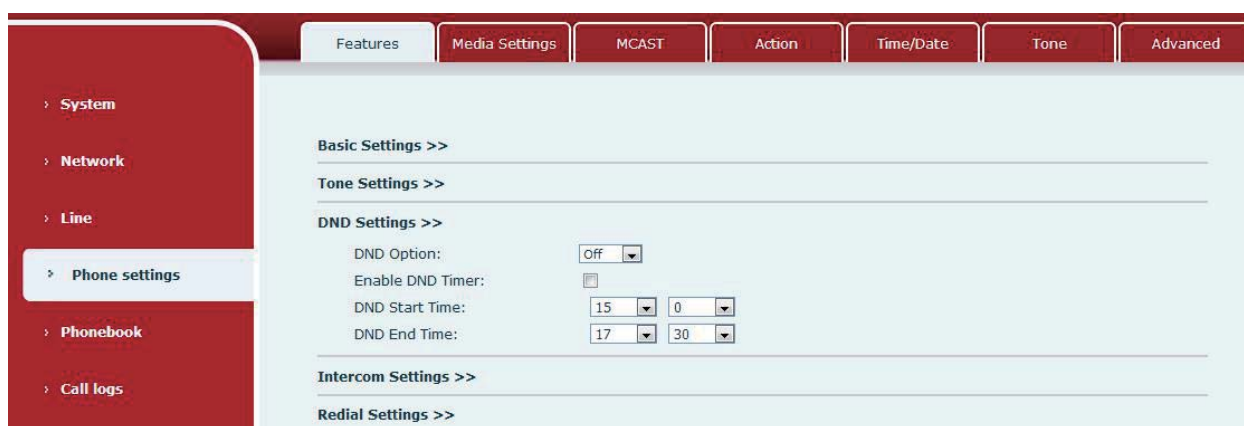 Features Media Settings MCAST Action Time/Date Tone Advanced
› System
› Network
› Line
› Phone settings
› Phonebook
› Call logs
Basic Settings >>
Tone Settings >>
DND Settings >>
DND Option: Off
Enable DND Timer:
DND Start Time: 15 0
DND End Time: 17 30
Intercom Settings >>
Redial Settings >>